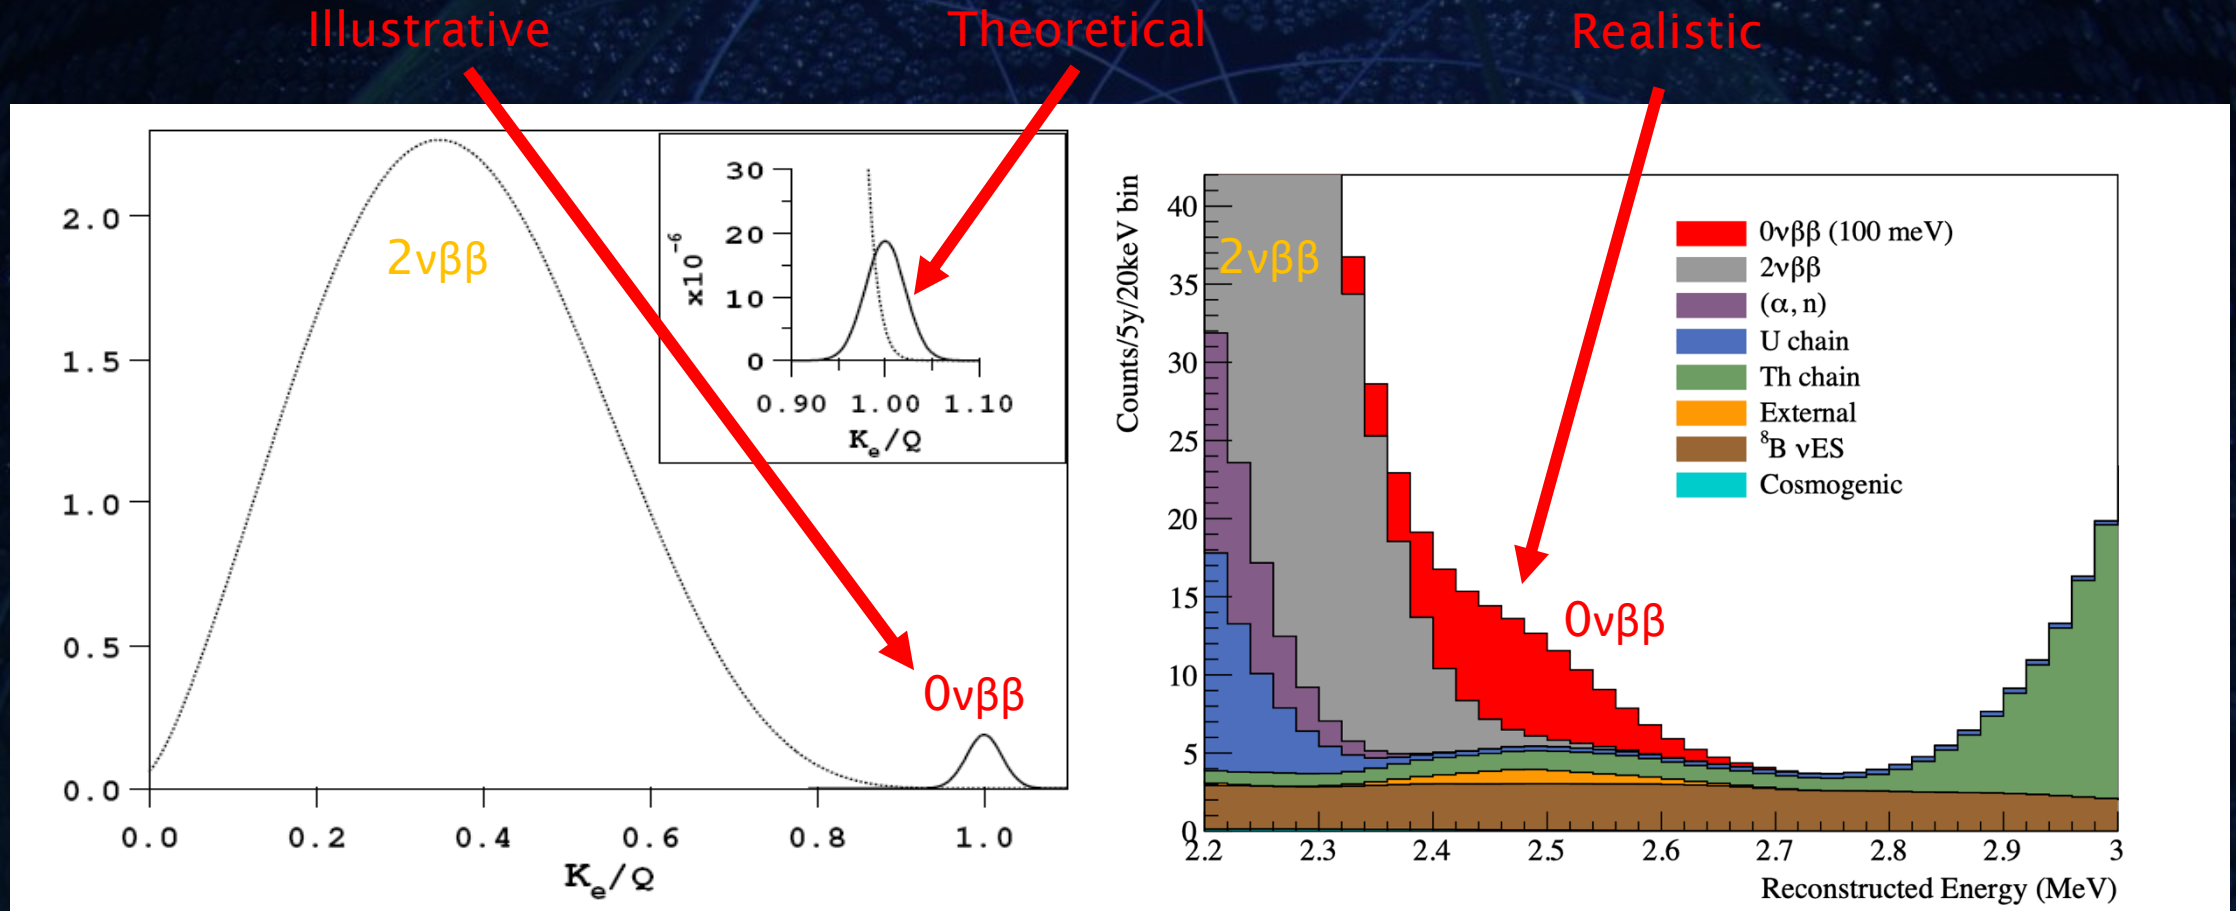 Illustrative
Theoretical
Realistic
2.0
1.5
1.0
0.5
0.0
0.0 0.2 0.4 0.6 0.8 1.0
Ke/Q
2νββ
0νββ
30
20
10
0
x10⁻⁶
0.90 1.00 1.10
Ke/Q
Counts/5y/20keV bin
40
35
30
25
20
15
10
5
0
2.2 2.3 2.4 2.5 2.6 2.7 2.8 2.9 3
Reconstructed Energy (MeV)
2νββ
0νββ
0νββ (100 meV)
2νββ
(α, n)
U chain
Th chain
External
⁸B νES
Cosmogenic